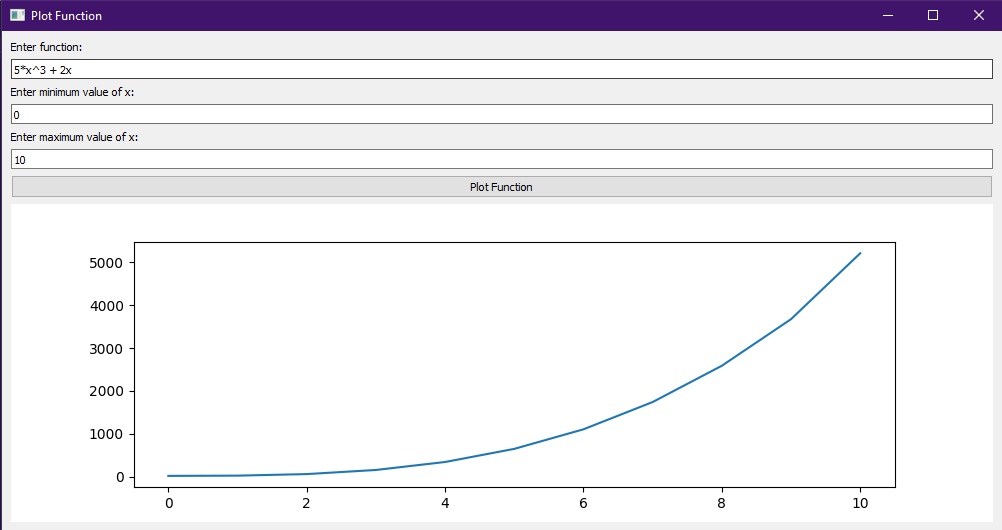 Plot Function
Enter function:
5*x^3 + 2x
Enter minimum value of x:
0
Enter maximum value of x:
10
Plot Function
5000
4000
3000
2000
1000
0
0 2 4 6 8 10